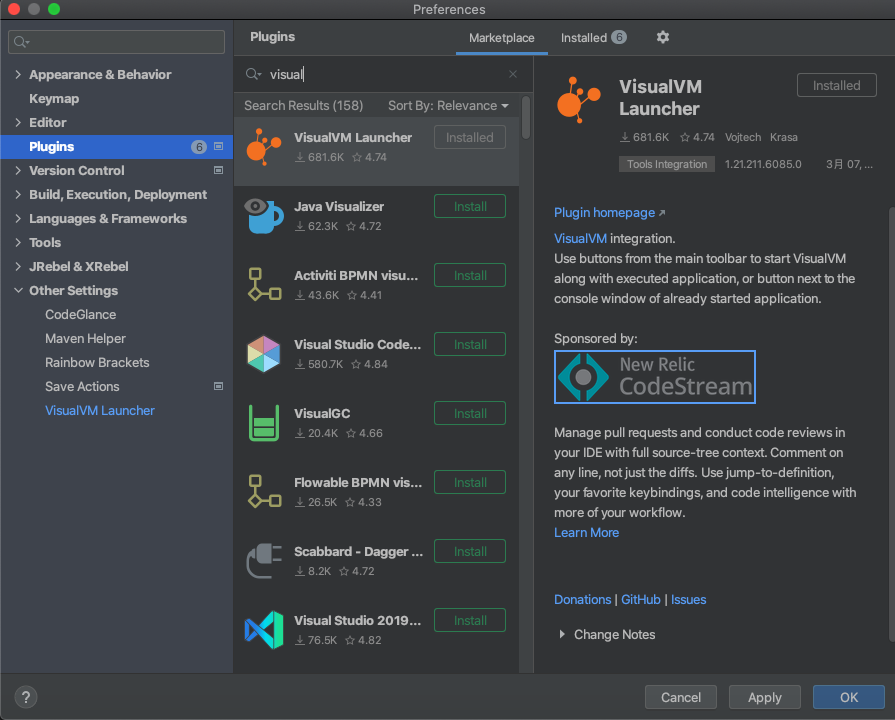 Preferences
Appearance & Behavior
Keymap
Editor
Plugins
6
Version Control
Build, Execution, Deployment
Languages & Frameworks
Tools
JRebel & XRebel
Other Settings
CodeGlance
Maven Helper
Rainbow Brackets
Save Actions
VisualVM Launcher
Plugins
Marketplace
Installed 6
visual
Search Results (158)
Sort By: Relevance
VisualVM Launcher
Installed
681.6K 4.74
Java Visualizer
Install
62.3K 4.72
Activiti BPMN visu...
Install
43.6K 4.41
Visual Studio Code...
Install
580.7K 4.84
VisualGC
Install
20.4K 4.66
Flowable BPMN vis...
Install
26.5K 4.33
Scabbard - Dagger ...
Install
8.2K 4.72
Visual Studio 2019...
Install
76.5K 4.82
VisualVM
Launcher
Installed
681.6K 4.74 Vojtech Krasa
Tools Integration 1.21.211.6085.0 3月 07, ...
Plugin homepage
VisualVM integration.
Use buttons from the main toolbar to start VisualVM
along with executed application, or button next to the
console window of already started application.
Sponsored by:
New Relic
CodeStream
Manage pull requests and conduct code reviews in
your IDE with full source-tree context. Comment on
any line, not just the diffs. Use jump-to-definition,
your favorite keybindings, and code intelligence with
more of your workflow.
Learn More
Donations | GitHub | Issues
Change Notes
?
Cancel
Apply
OK